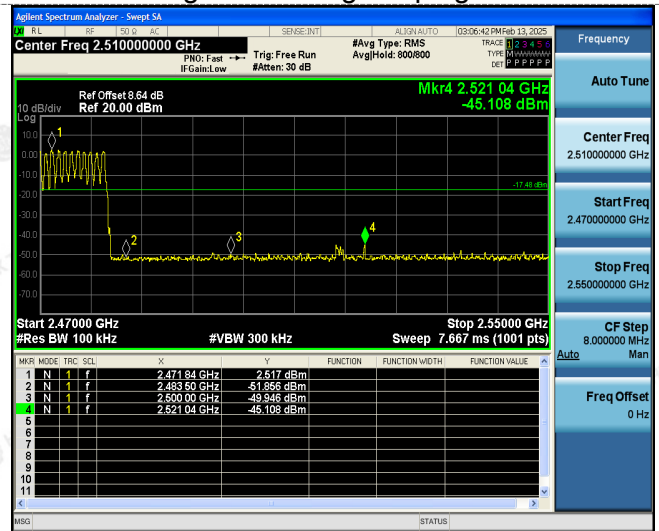 Agilent Spectrum Analyzer - Swept SA
LXI RL RF 50 Ω AC SENSE:INT ALIGN AUTO 03:06:42 PM Feb 13, 2025
Center Freq 2.510000000 GHz
PNO: Fast
IFGain:Low
Trig: Free Run
#Atten: 30 dB
#Avg Type: RMS
Avg|Hold: 800/800
TRACE 1 2 3 4 5 6
TYPE M WWWWW
DET P P P P P P
Frequency
Mkr4 2.521 04 GHz
-45.108 dBm
Ref Offset 8.64 dB
Ref 20.00 dBm
10 dB/div
Log
10.0
0.00
-10.0
-20.0
-30.0
-40.0
-50.0
-60.0
-70.0
1
2
3
4
-17.48 dBm
Start 2.47000 GHz
#Res BW 100 kHz
#VBW 300 kHz
Stop 2.55000 GHz
Sweep 7.667 ms (1001 pts)
MKR MODE TRC SCL X Y FUNCTION FUNCTION WIDTH FUNCTION VALUE
1 N 1 f 2.471 84 GHz 2.517 dBm
2 N 1 f 2.483 50 GHz -51.856 dBm
3 N 1 f 2.500 00 GHz -49.946 dBm
4 N 1 f 2.521 04 GHz -45.108 dBm
5
6
7
8
9
10
11
MSG
STATUS
Auto Tune
Center Freq
2.510000000 GHz
Start Freq
2.470000000 GHz
Stop Freq
2.550000000 GHz
CF Step
8.000000 MHz
Auto Man
Freq Offset
0 Hz